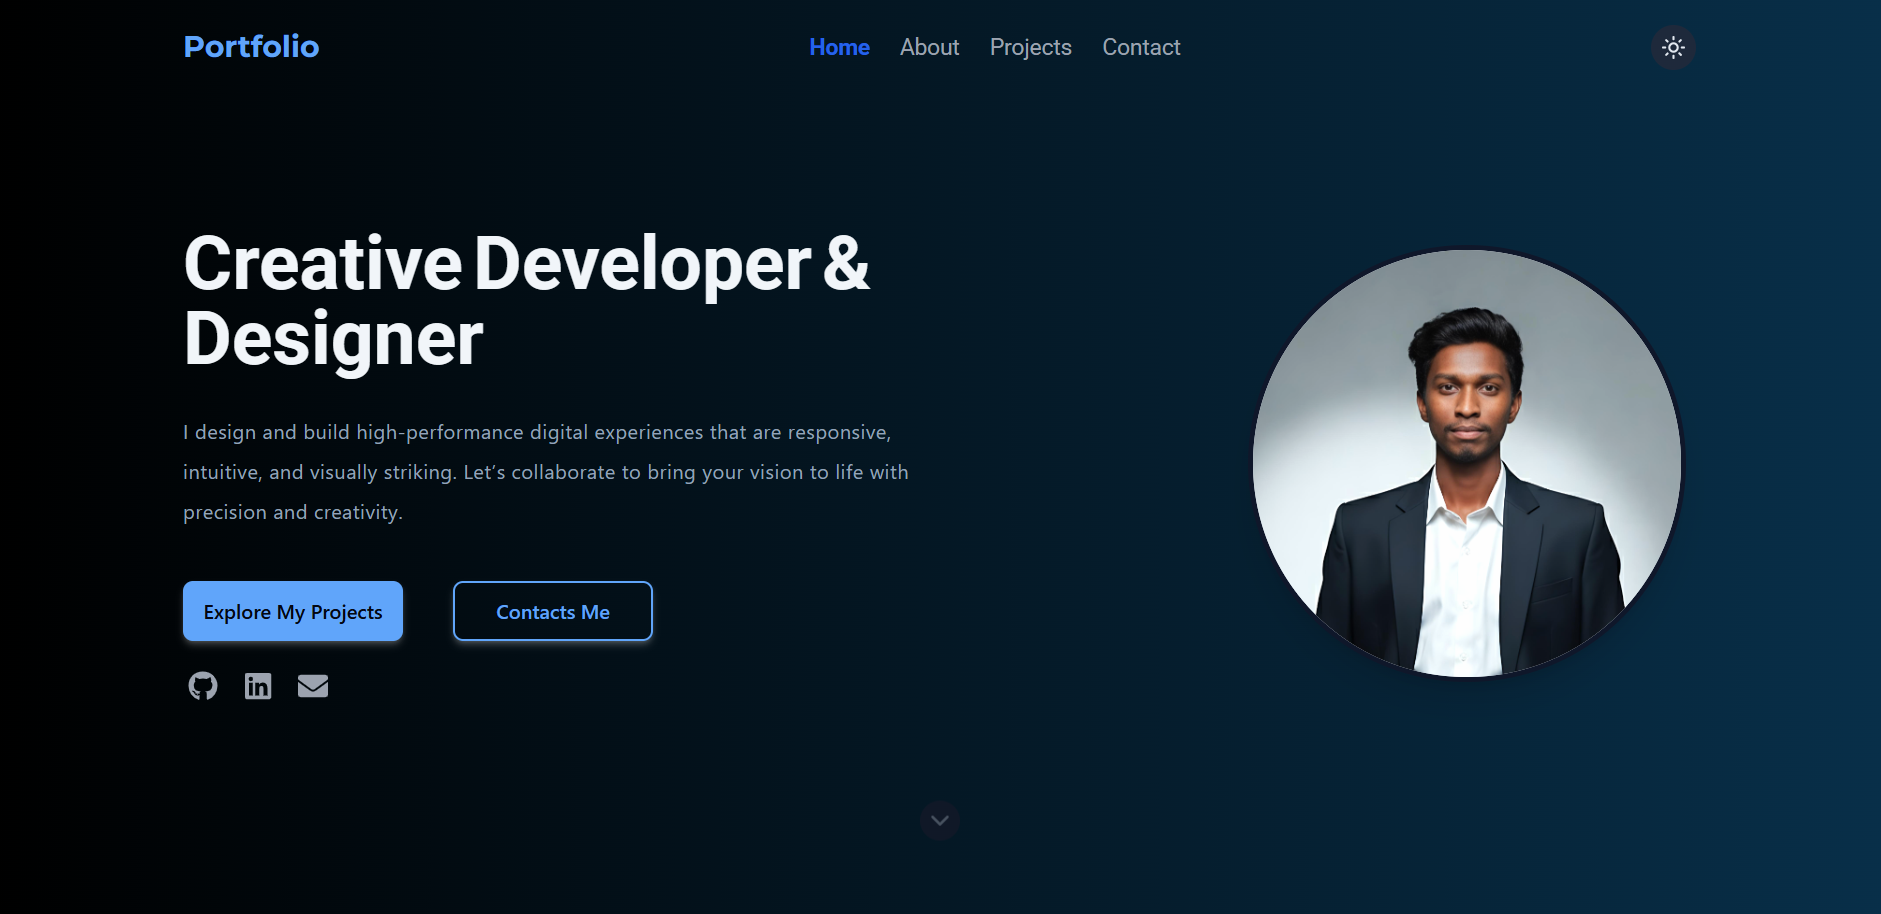 Portfolio
Home About Projects Contact
Creative Developer &
Designer
I design and build high-performance digital experiences that are responsive,
intuitive, and visually striking. Let’s collaborate to bring your vision to life with
precision and creativity.
Explore My Projects
Contacts Me